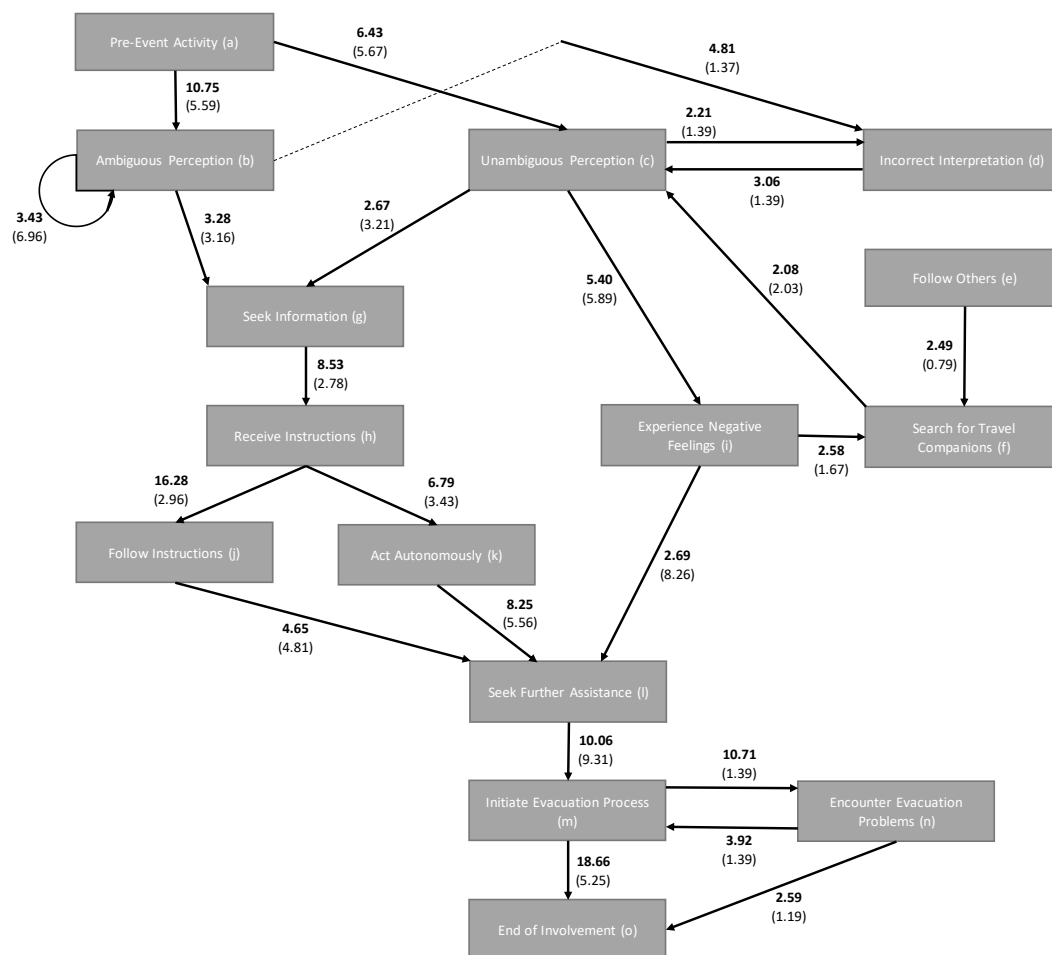 Pre-Event Activity (a)
6.43
(5.67)
4.81
(1.37)
10.75
(5.59)
2.21
(1.39)
Ambiguous Perception (b)
Unambiguous Perception (c)
Incorrect Interpretation (d)
3.06
(1.39)
3.43
(6.96)
3.28
(3.16)
2.67
(3.21)
2.08
(2.03)
5.40
(5.89)
Follow Others (e)
Seek Information (g)
2.49
(0.79)
8.53
(2.78)
Receive Instructions (h)
Experience Negative
Feelings (i)
Search for Travel
Companions (f)
2.58
(1.67)
16.28
(2.96)
6.79
(3.43)
Follow Instructions (j)
Act Autonomously (k)
2.69
(8.26)
4.65
(4.81)
8.25
(5.56)
Seek Further Assistance (l)
10.06
(9.31)
10.71
(1.39)
Initiate Evacuation Process
(m)
Encounter Evacuation
Problems (n)
3.92
(1.39)
18.66
(5.25)
2.59
(1.19)
End of Involvement (o)